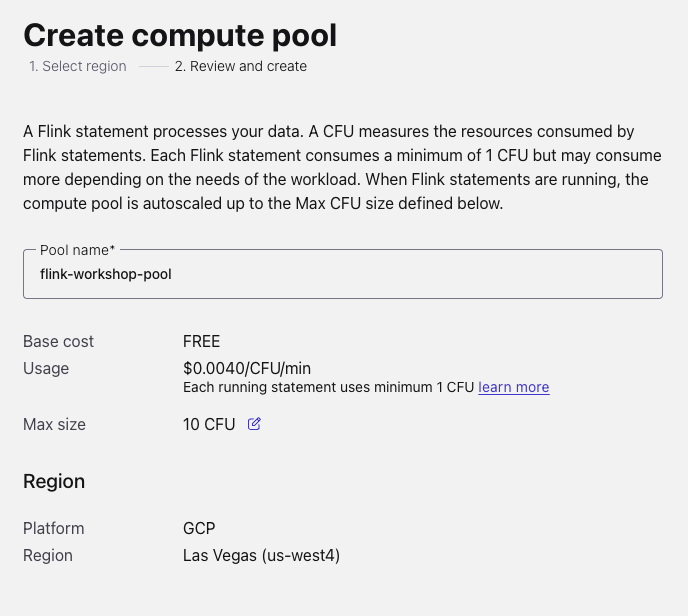 Create compute pool
1. Select region 2. Review and create
A Flink statement processes your data. A CFU measures the resources consumed by
Flink statements. Each Flink statement consumes a minimum of 1 CFU but may consume
more depending on the needs of the workload. When Flink statements are running, the
compute pool is autoscaled up to the Max CFU size defined below.
Pool name*
flink-workshop-pool
Base cost FREE
Usage $0.0040/CFU/min
Each running statement uses minimum 1 CFU learn more
Max size 10 CFU
Region
Platform GCP
Region Las Vegas (us-west4)